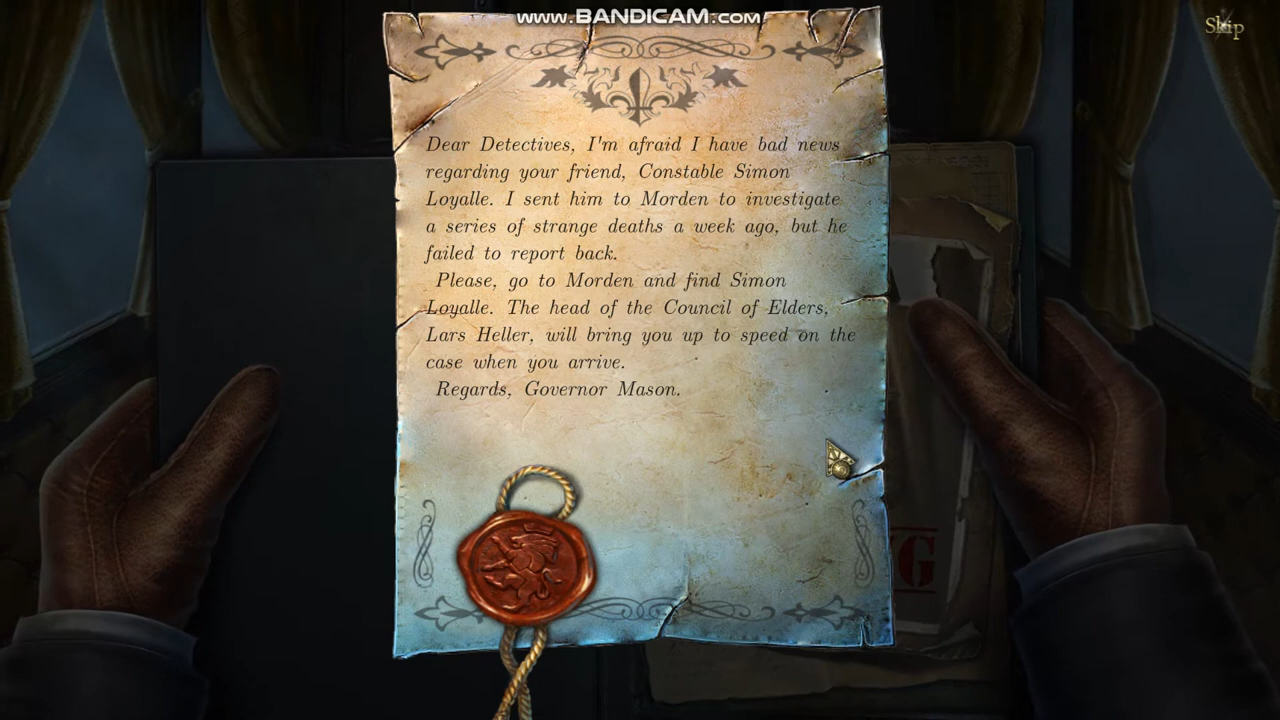 www.BANDICAM.com
Skip
Dear Detectives, I'm afraid I have bad news
regarding your friend, Constable Simon
Loyalle. I sent him to Morden to investigate
a series of strange deaths a week ago, but he
failed to report back.
Please, go to Morden and find Simon
Loyalle. The head of the Council of Elders,
Lars Heller, will bring you up to speed on the
case when you arrive.
Regards, Governor Mason.